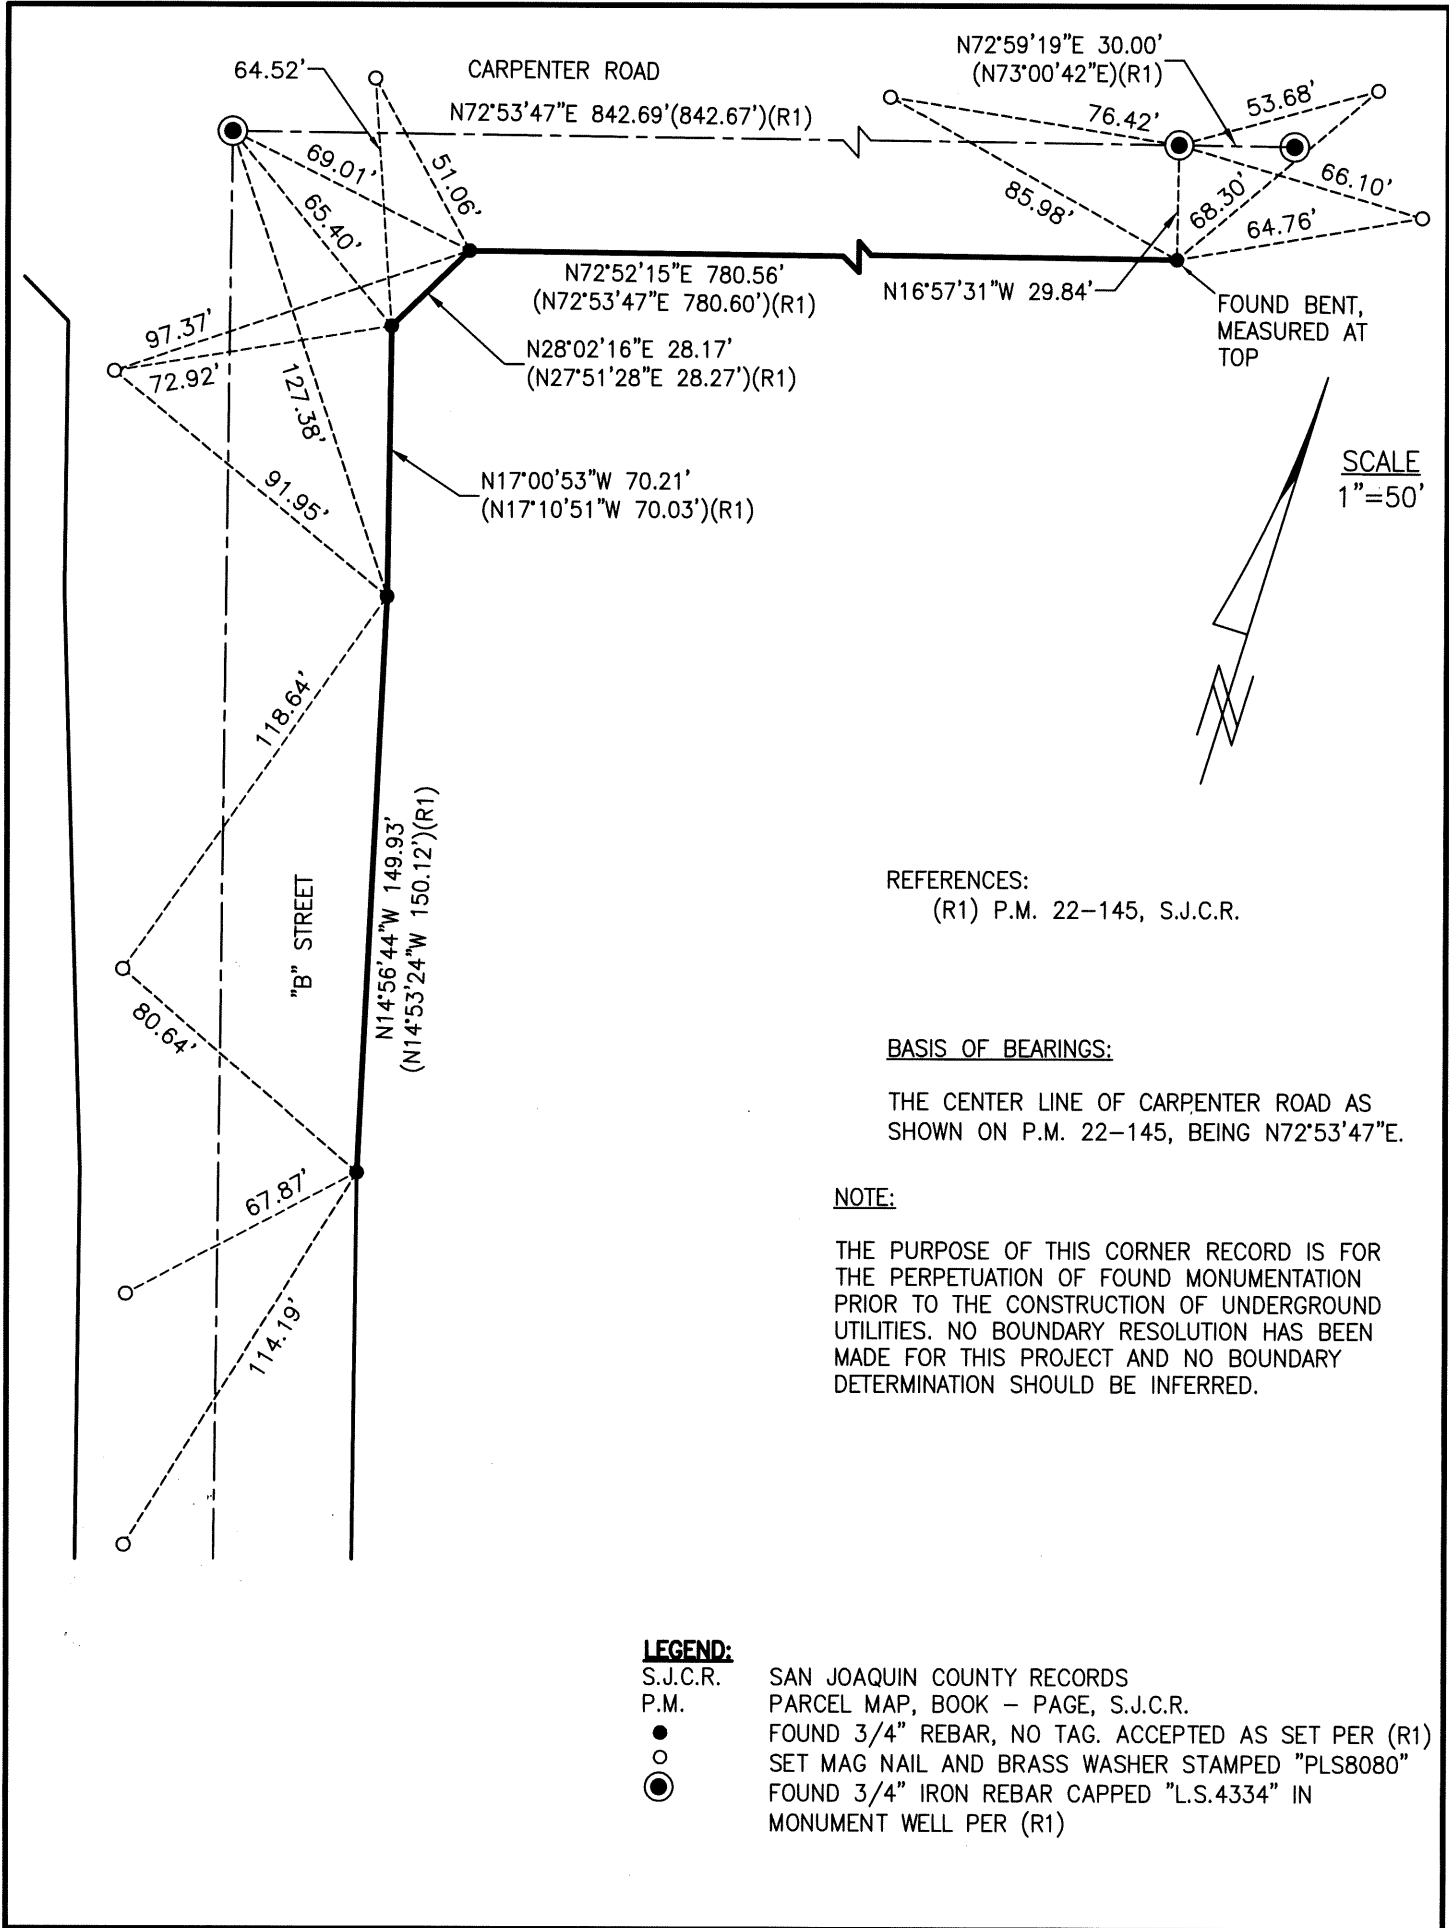 64.52'
CARPENTER ROAD
N72°53'47"E 842.69'(842.67')(R1)
N72°59'19"E 30.00'
(N73°00'42"E)(R1)
76.42'
53.68'
69.01'
51.06'
65.40'
85.98'
68.30'
66.10'
64.76'
N72°52'15"E 780.56'
(N72°53'47"E 780.60')(R1)
N16°57'31"W 29.84'
FOUND BENT,
MEASURED AT
TOP
97.37'
72.92'
N28°02'16"E 28.17'
(N27°51'28"E 28.27')(R1)
127.38'
91.95'
N17°00'53"W 70.21'
(N17°10'51"W 70.03')(R1)
SCALE
1"=50'
N
118.64'
"B" STREET
N14°56'44"W 149.93'
(N14°53'24"W 150.12')(R1)
80.64'
67.87'
114.19'
REFERENCES:
(R1) P.M. 22-145, S.J.C.R.
BASIS OF BEARINGS:
THE CENTER LINE OF CARPENTER ROAD AS
SHOWN ON P.M. 22-145, BEING N72°53'47"E.
NOTE:
THE PURPOSE OF THIS CORNER RECORD IS FOR
THE PERPETUATION OF FOUND MONUMENTATION
PRIOR TO THE CONSTRUCTION OF UNDERGROUND
UTILITIES. NO BOUNDARY RESOLUTION HAS BEEN
MADE FOR THIS PROJECT AND NO BOUNDARY
DETERMINATION SHOULD BE INFERRED.
LEGEND:
S.J.C.R. SAN JOAQUIN COUNTY RECORDS
P.M. PARCEL MAP, BOOK – PAGE, S.J.C.R.
FOUND 3/4" REBAR, NO TAG. ACCEPTED AS SET PER (R1)
SET MAG NAIL AND BRASS WASHER STAMPED "PLS8080"
FOUND 3/4" IRON REBAR CAPPED "L.S.4334" IN
MONUMENT WELL PER (R1)